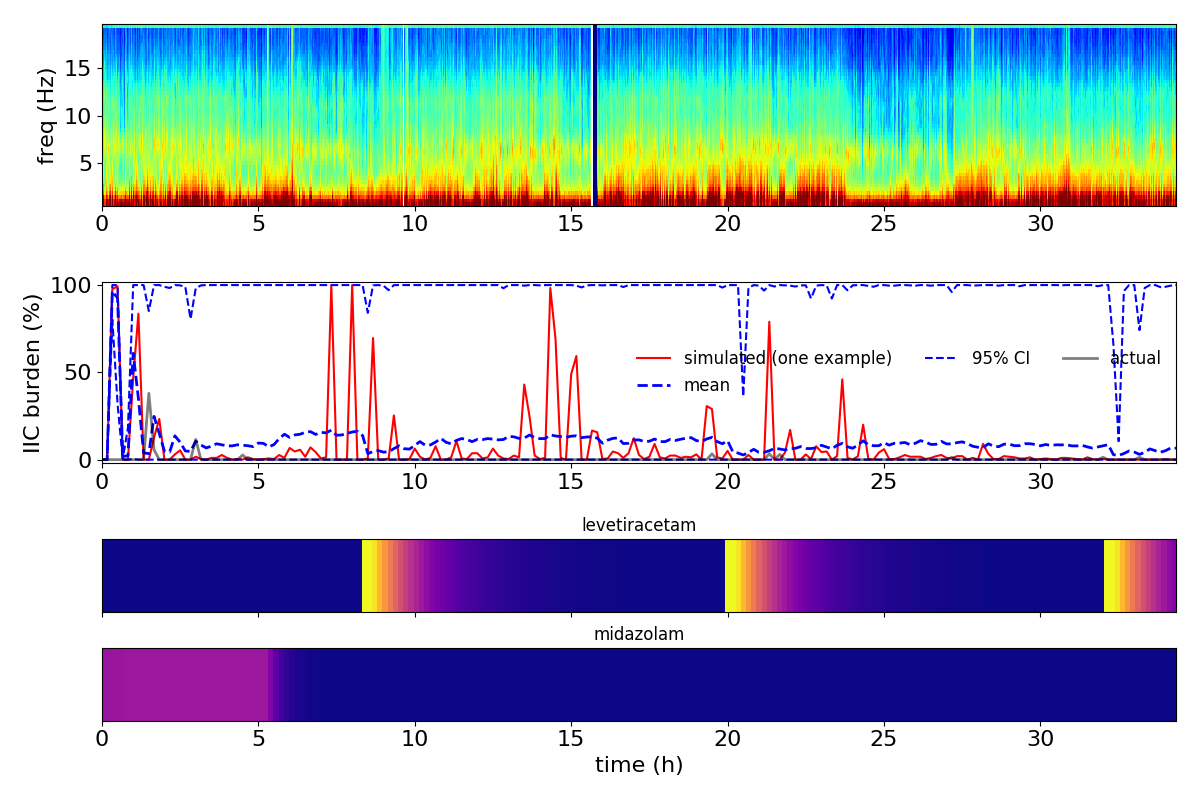 freq (Hz)
15
10
5
0 5 10 15 20 25 30
IIC burden (%)
100
50
0
simulated (one example) 95% CI actual
mean
0 5 10 15 20 25 30
levetiracetam
midazolam
0 5 10 15 20 25 30
time (h)